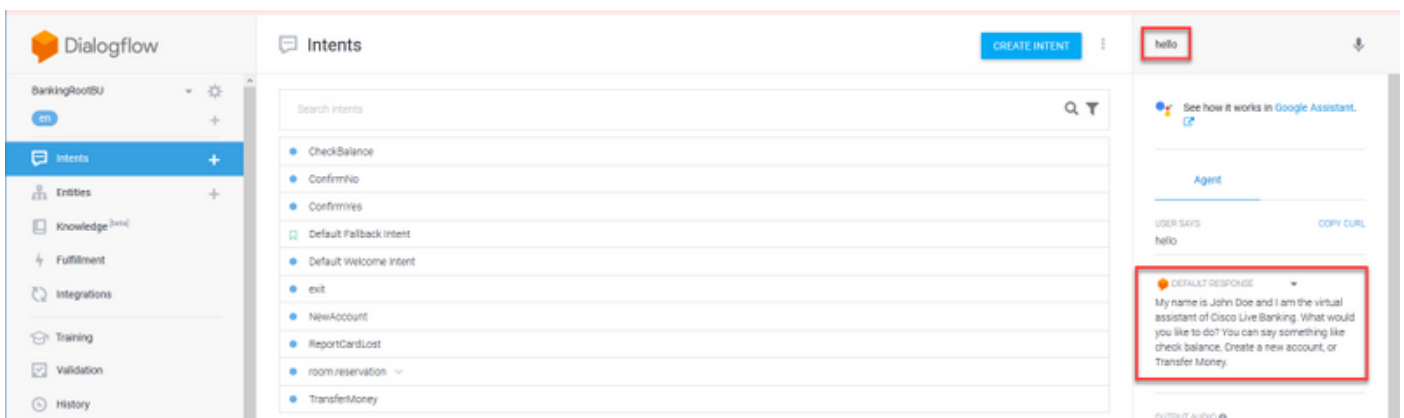 Dialogflow
BankingRootBU
en
Intents
Entities
Knowledge [beta]
Fulfillment
Integrations
Training
Validation
History
Intents
CREATE INTENT
Search intents
CheckBalance
ConfirmNo
ConfirmYes
Default Fallback Intent
Default Welcome Intent
exit
NewAccount
ReportCardLost
room.reservation
TransferMoney
hello
See how it works in Google Assistant.
Agent
USER SAYS
COPY CURL
hello
DEFAULT RESPONSE
My name is John Doe and I am the virtual
assistant of Cisco Live Banking. What would
you like to do? You can say something like
check balance, Create a new account, or
Transfer Money.
OUTPUT AUDIO